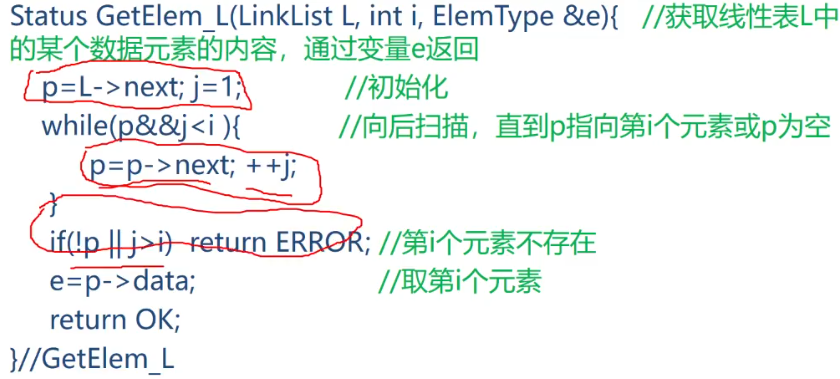 Status GetElem_L(LinkList L, int i, ElemType &e){ //获取线性表L中
的某个数据元素的内容，通过变量e返回
p=L->next; j=1; //初始化
while(p&&j<i ){ //向后扫描，直到p指向第i个元素或p为空
p=p->next; ++j;
}
if(!p || j>i) return ERROR; //第i个元素不存在
e=p->data; //取第i个元素
return OK;
}//GetElem_L